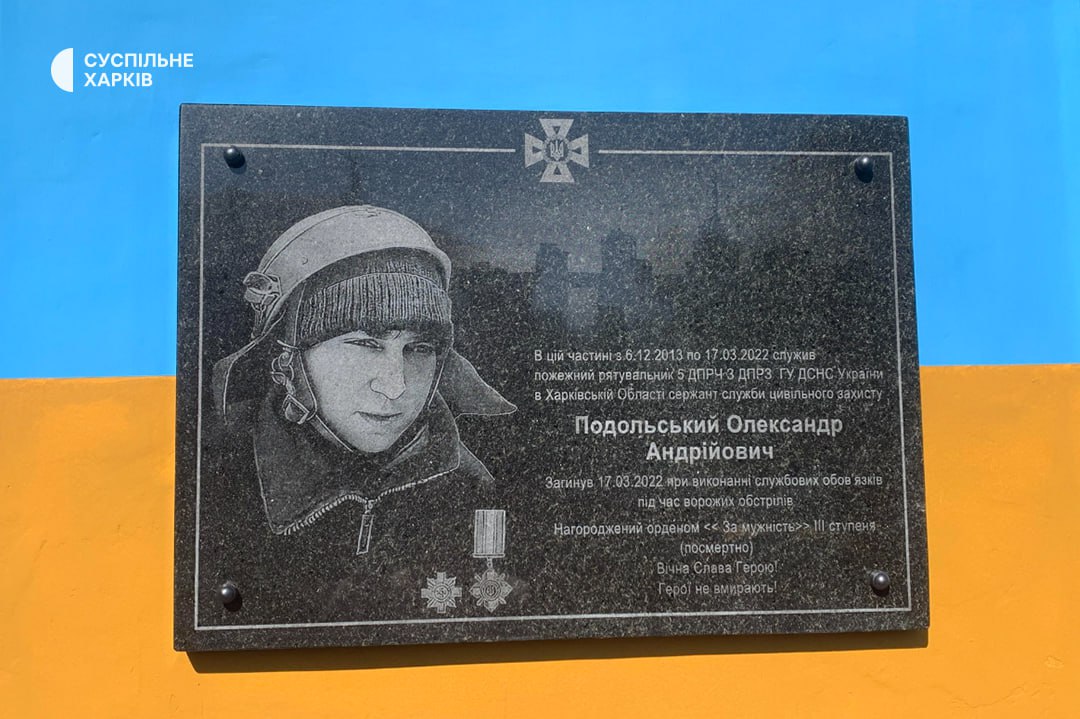 СУСПІЛЬНЕ
ХАРКІВ
В цій частині з 6.12.2013 по 17.03.2022 служив
пожежний рятувальник 5 ДПРЧ 3 ДПРЗ ГУ ДСНС України
в Харківській Області сержант служби цивільного захисту
Подольський Олександр
Андрійович
Загинув 17.03.2022 при виконанні службових обов'язків
під час ворожих обстрілів
Нагороджений орденом << За мужність>> III ступеня
(посмертно)
Вічна Слава Герою!
Герої не вмирають!